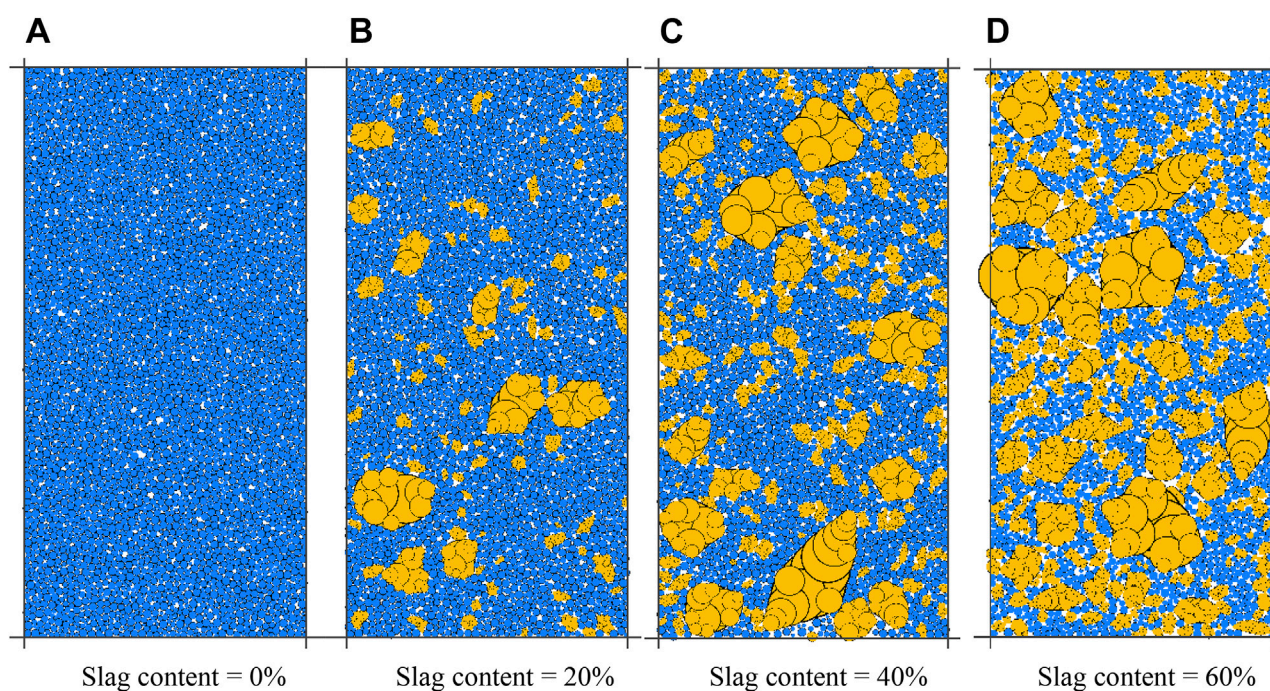 A
B
C
D
Slag content = 0%
Slag content = 20%
Slag content = 40%
Slag content = 60%